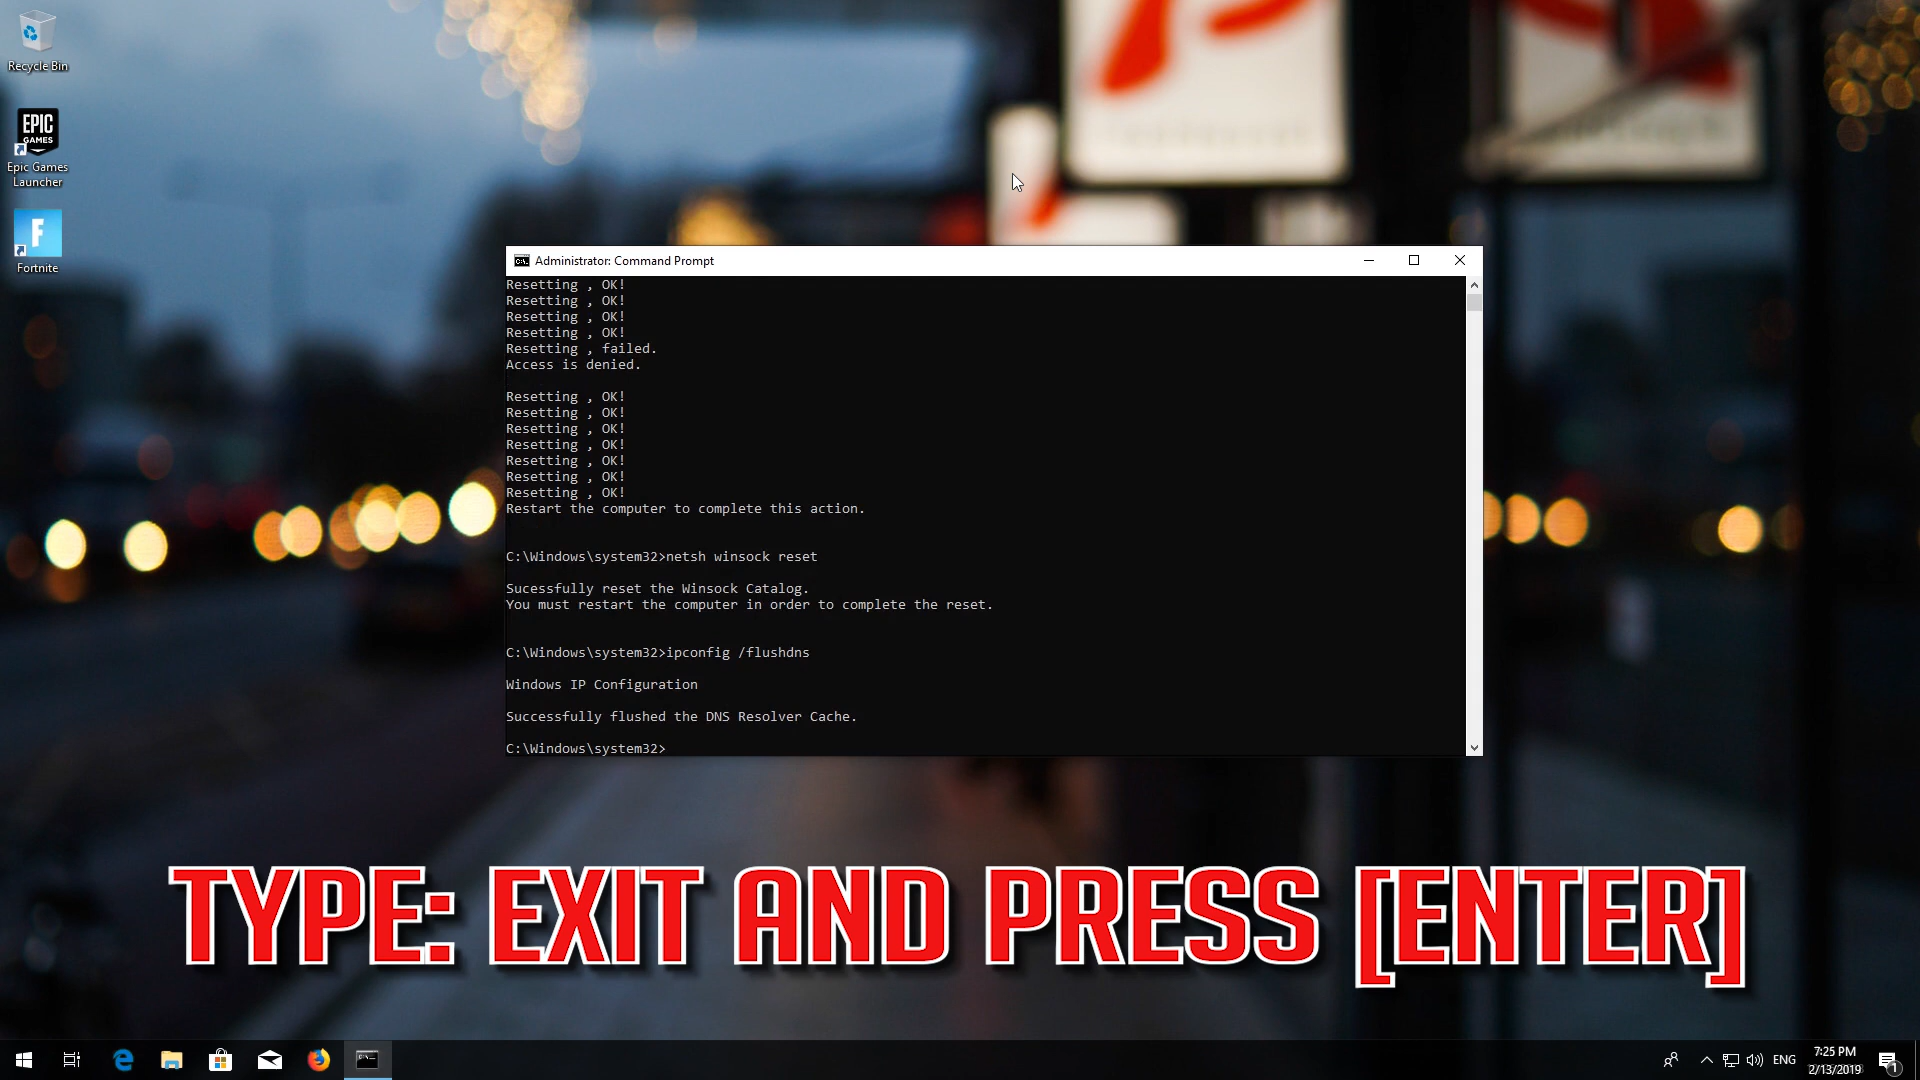 Recycle Bin
EPIC
GAMES
Epic Games
Launcher
F
Fortnite
Administrator: Command Prompt
Resetting , OK!
Resetting , OK!
Resetting , OK!
Resetting , OK!
Resetting , failed.
Access is denied.
Resetting , OK!
Resetting , OK!
Resetting , OK!
Resetting , OK!
Resetting , OK!
Resetting , OK!
Resetting , OK!
Restart the computer to complete this action.
C:\Windows\system32>netsh winsock reset
Sucessfully reset the Winsock Catalog.
You must restart the computer in order to complete the reset.
C:\Windows\system32>ipconfig /flushdns
Windows IP Configuration
Successfully flushed the DNS Resolver Cache.
C:\Windows\system32>
TYPE: EXIT AND PRESS [ENTER]
ENG
7:25 PM
2/13/2019
1